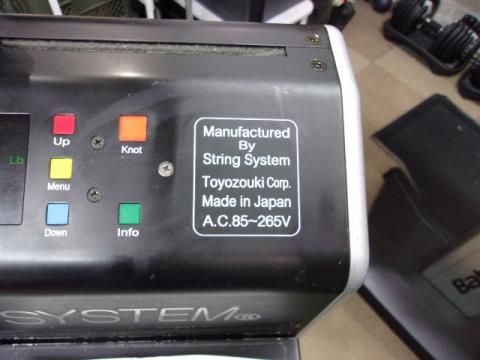 Up
Knot
Lb
Menu
Down
Info
Manufactured
By
String System
Toyozouki Corp.
Made in Japan
A.C.85~265V
SYSTEM®